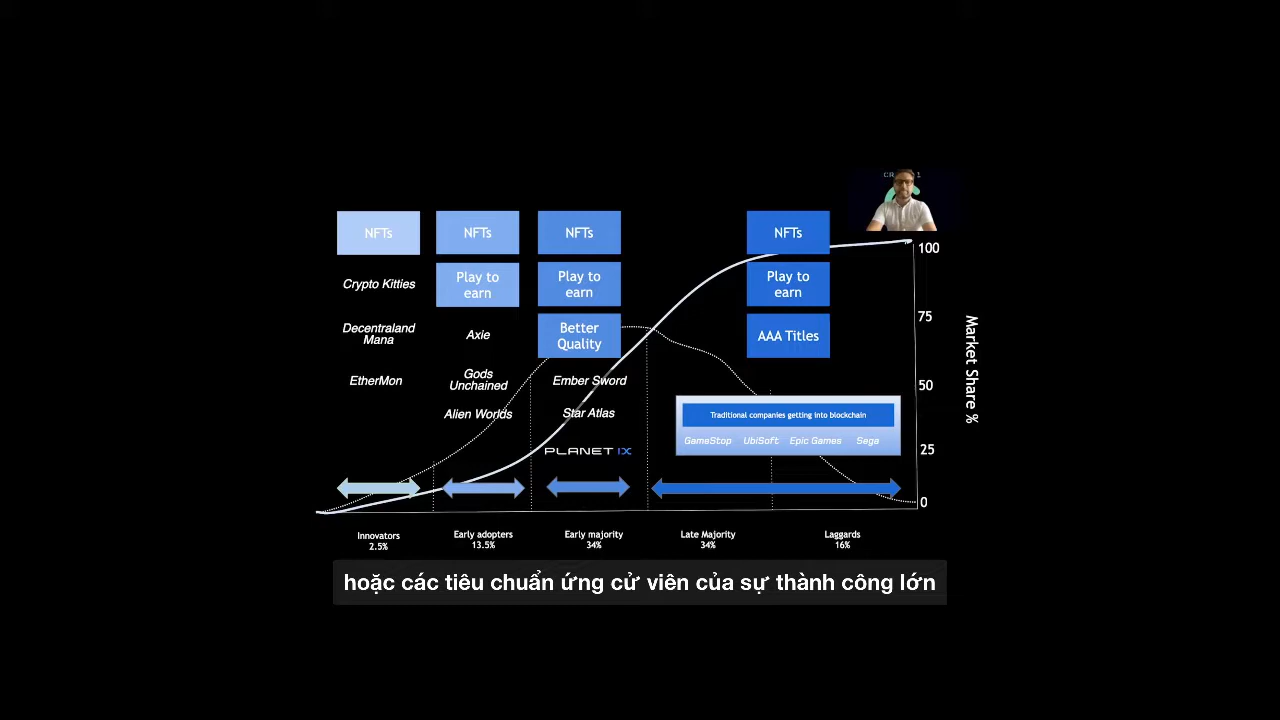 CR 1
NFTs
NFTs
NFTs
NFTs
100
Crypto Kitties
Play to
earn
Play to
earn
Play to
earn
Decentraland
Mana
Axie
Better
Quality
AAA Titles
75
Market Share %
EtherMon
Gods
Unchained
Ember Sword
50
Alien Worlds
Star Atlas
Traditional companies getting into blockchain
GameStop UbiSoft Epic Games Sega
PLANET IX
25
0
Innovators
2.5%
Early adopters
13.5%
Early majority
34%
Late Majority
34%
Laggards
16%
hoặc các tiêu chuẩn ứng cử viên của sự thành công lớn